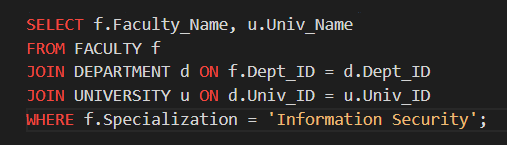 SELECT f.Faculty_Name, u.Univ_Name
FROM FACULTY f
JOIN DEPARTMENT d ON f.Dept_ID = d.Dept_ID
JOIN UNIVERSITY u ON d.Univ_ID = u.Univ_ID
WHERE f.Specialization = 'Information Security';